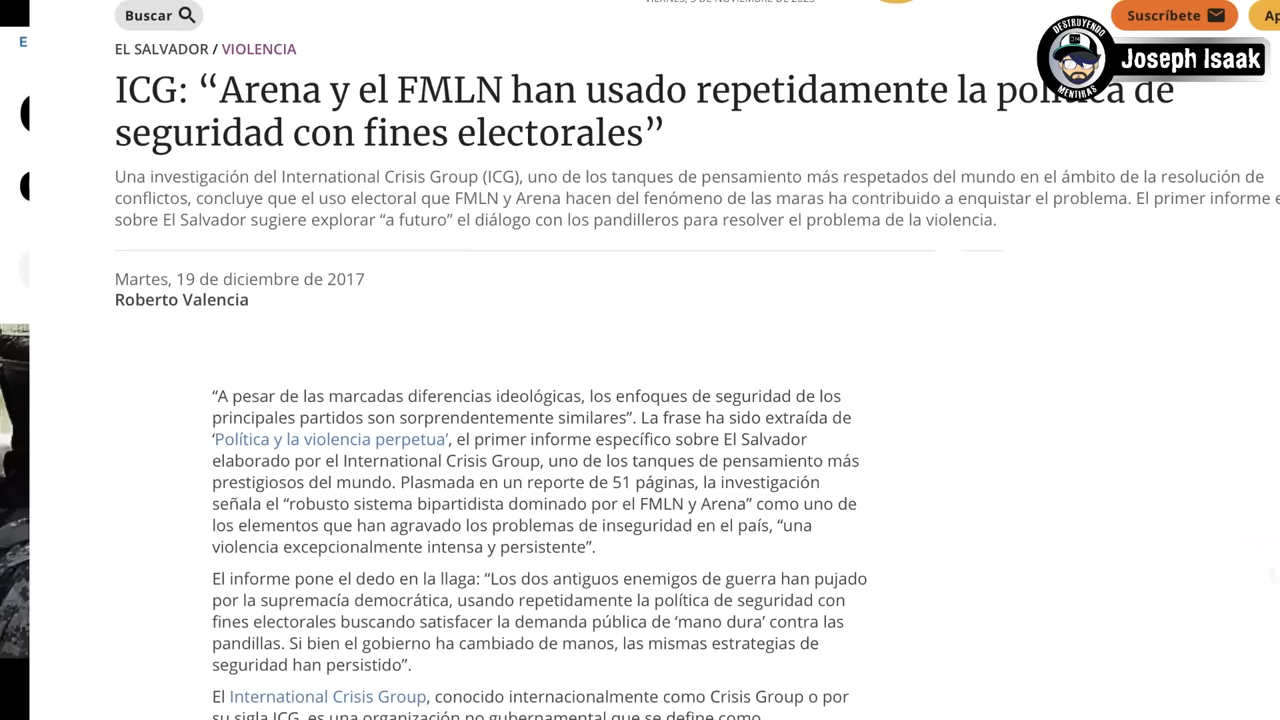 Buscar
Suscríbete
Ap
E
DESTRUYENDO
MENTIRAS
Joseph Isaak
EL SALVADOR / VIOLENCIA
ICG: “Arena y el FMLN han usado repetidamente la política de
seguridad con fines electorales”
Una investigación del International Crisis Group (ICG), uno de los tanques de pensamiento más respetados del mundo en el ámbito de la resolución de
conflictos, concluye que el uso electoral que FMLN y Arena hacen del fenómeno de las maras ha contribuido a enquistar el problema. El primer informe e
sobre El Salvador sugiere explorar “a futuro” el diálogo con los pandilleros para resolver el problema de la violencia.
Martes, 19 de diciembre de 2017
Roberto Valencia
“A pesar de las marcadas diferencias ideológicas, los enfoques de seguridad de los
principales partidos son sorprendentemente similares”. La frase ha sido extraída de
‘Política y la violencia perpetua’, el primer informe específico sobre El Salvador
elaborado por el International Crisis Group, uno de los tanques de pensamiento más
prestigiosos del mundo. Plasmada en un reporte de 51 páginas, la investigación
señala el “robusto sistema bipartidista dominado por el FMLN y Arena” como uno de
los elementos que han agravado los problemas de inseguridad en el país, “una
violencia excepcionalmente intensa y persistente”.
El informe pone el dedo en la llaga: “Los dos antiguos enemigos de guerra han pujado
por la supremacía democrática, usando repetidamente la política de seguridad con
fines electorales buscando satisfacer la demanda pública de ‘mano dura’ contra las
pandillas. Si bien el gobierno ha cambiado de manos, las mismas estrategias de
seguridad han persistido”.
El International Crisis Group, conocido internacionalmente como Crisis Group o por
su sigla ICG, es una organización no gubernamental que se define como